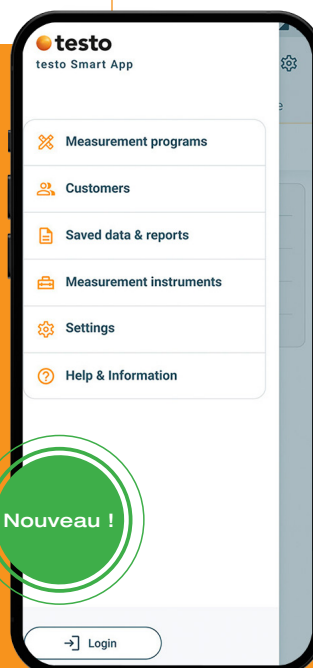 testo
testo Smart App
Measurement programs
Customers
Saved data & reports
Measurement instruments
Settings
Help & Information
Nouveau !
Login